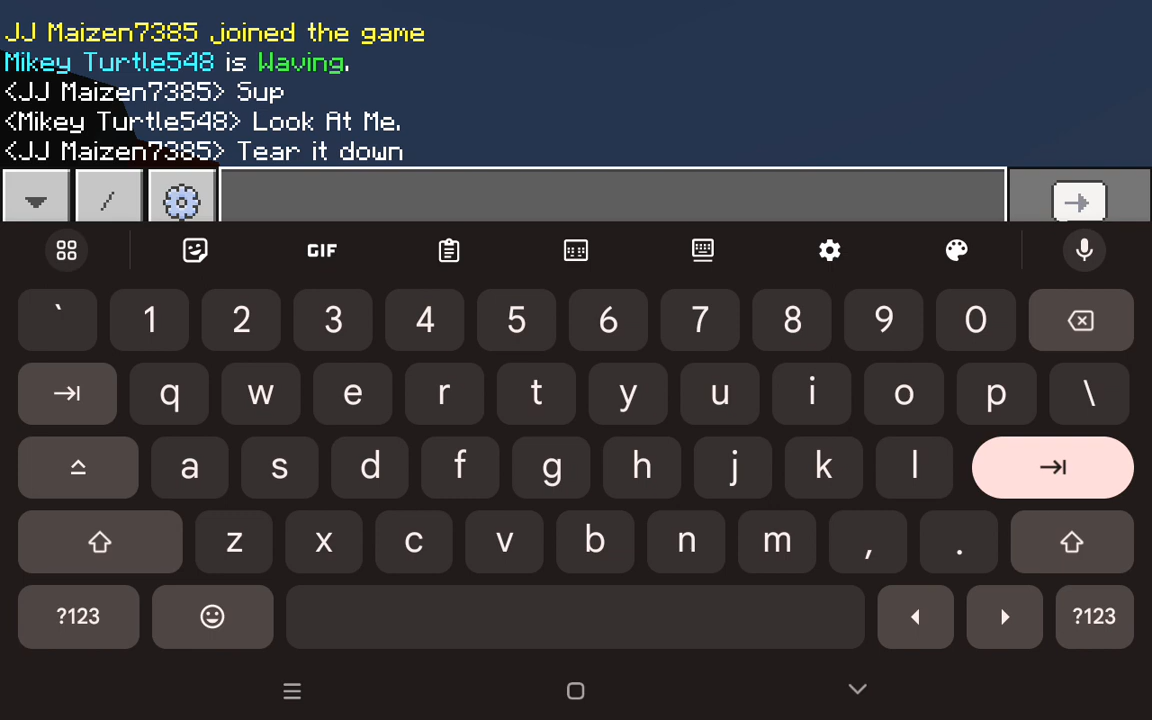 JJ Maizen7385 joined the game
Mikey Turtle548 is Waving.
<JJ Maizen7385> Sup
<Mikey Turtle548> Look At Me.
<JJ Maizen7385> Tear it down
/
GIF
` 1 2 3 4 5 6 7 8 9 0
q w e r t y u i o p \
a s d f g h j k l
z x c v b n m , .
?123 ?123